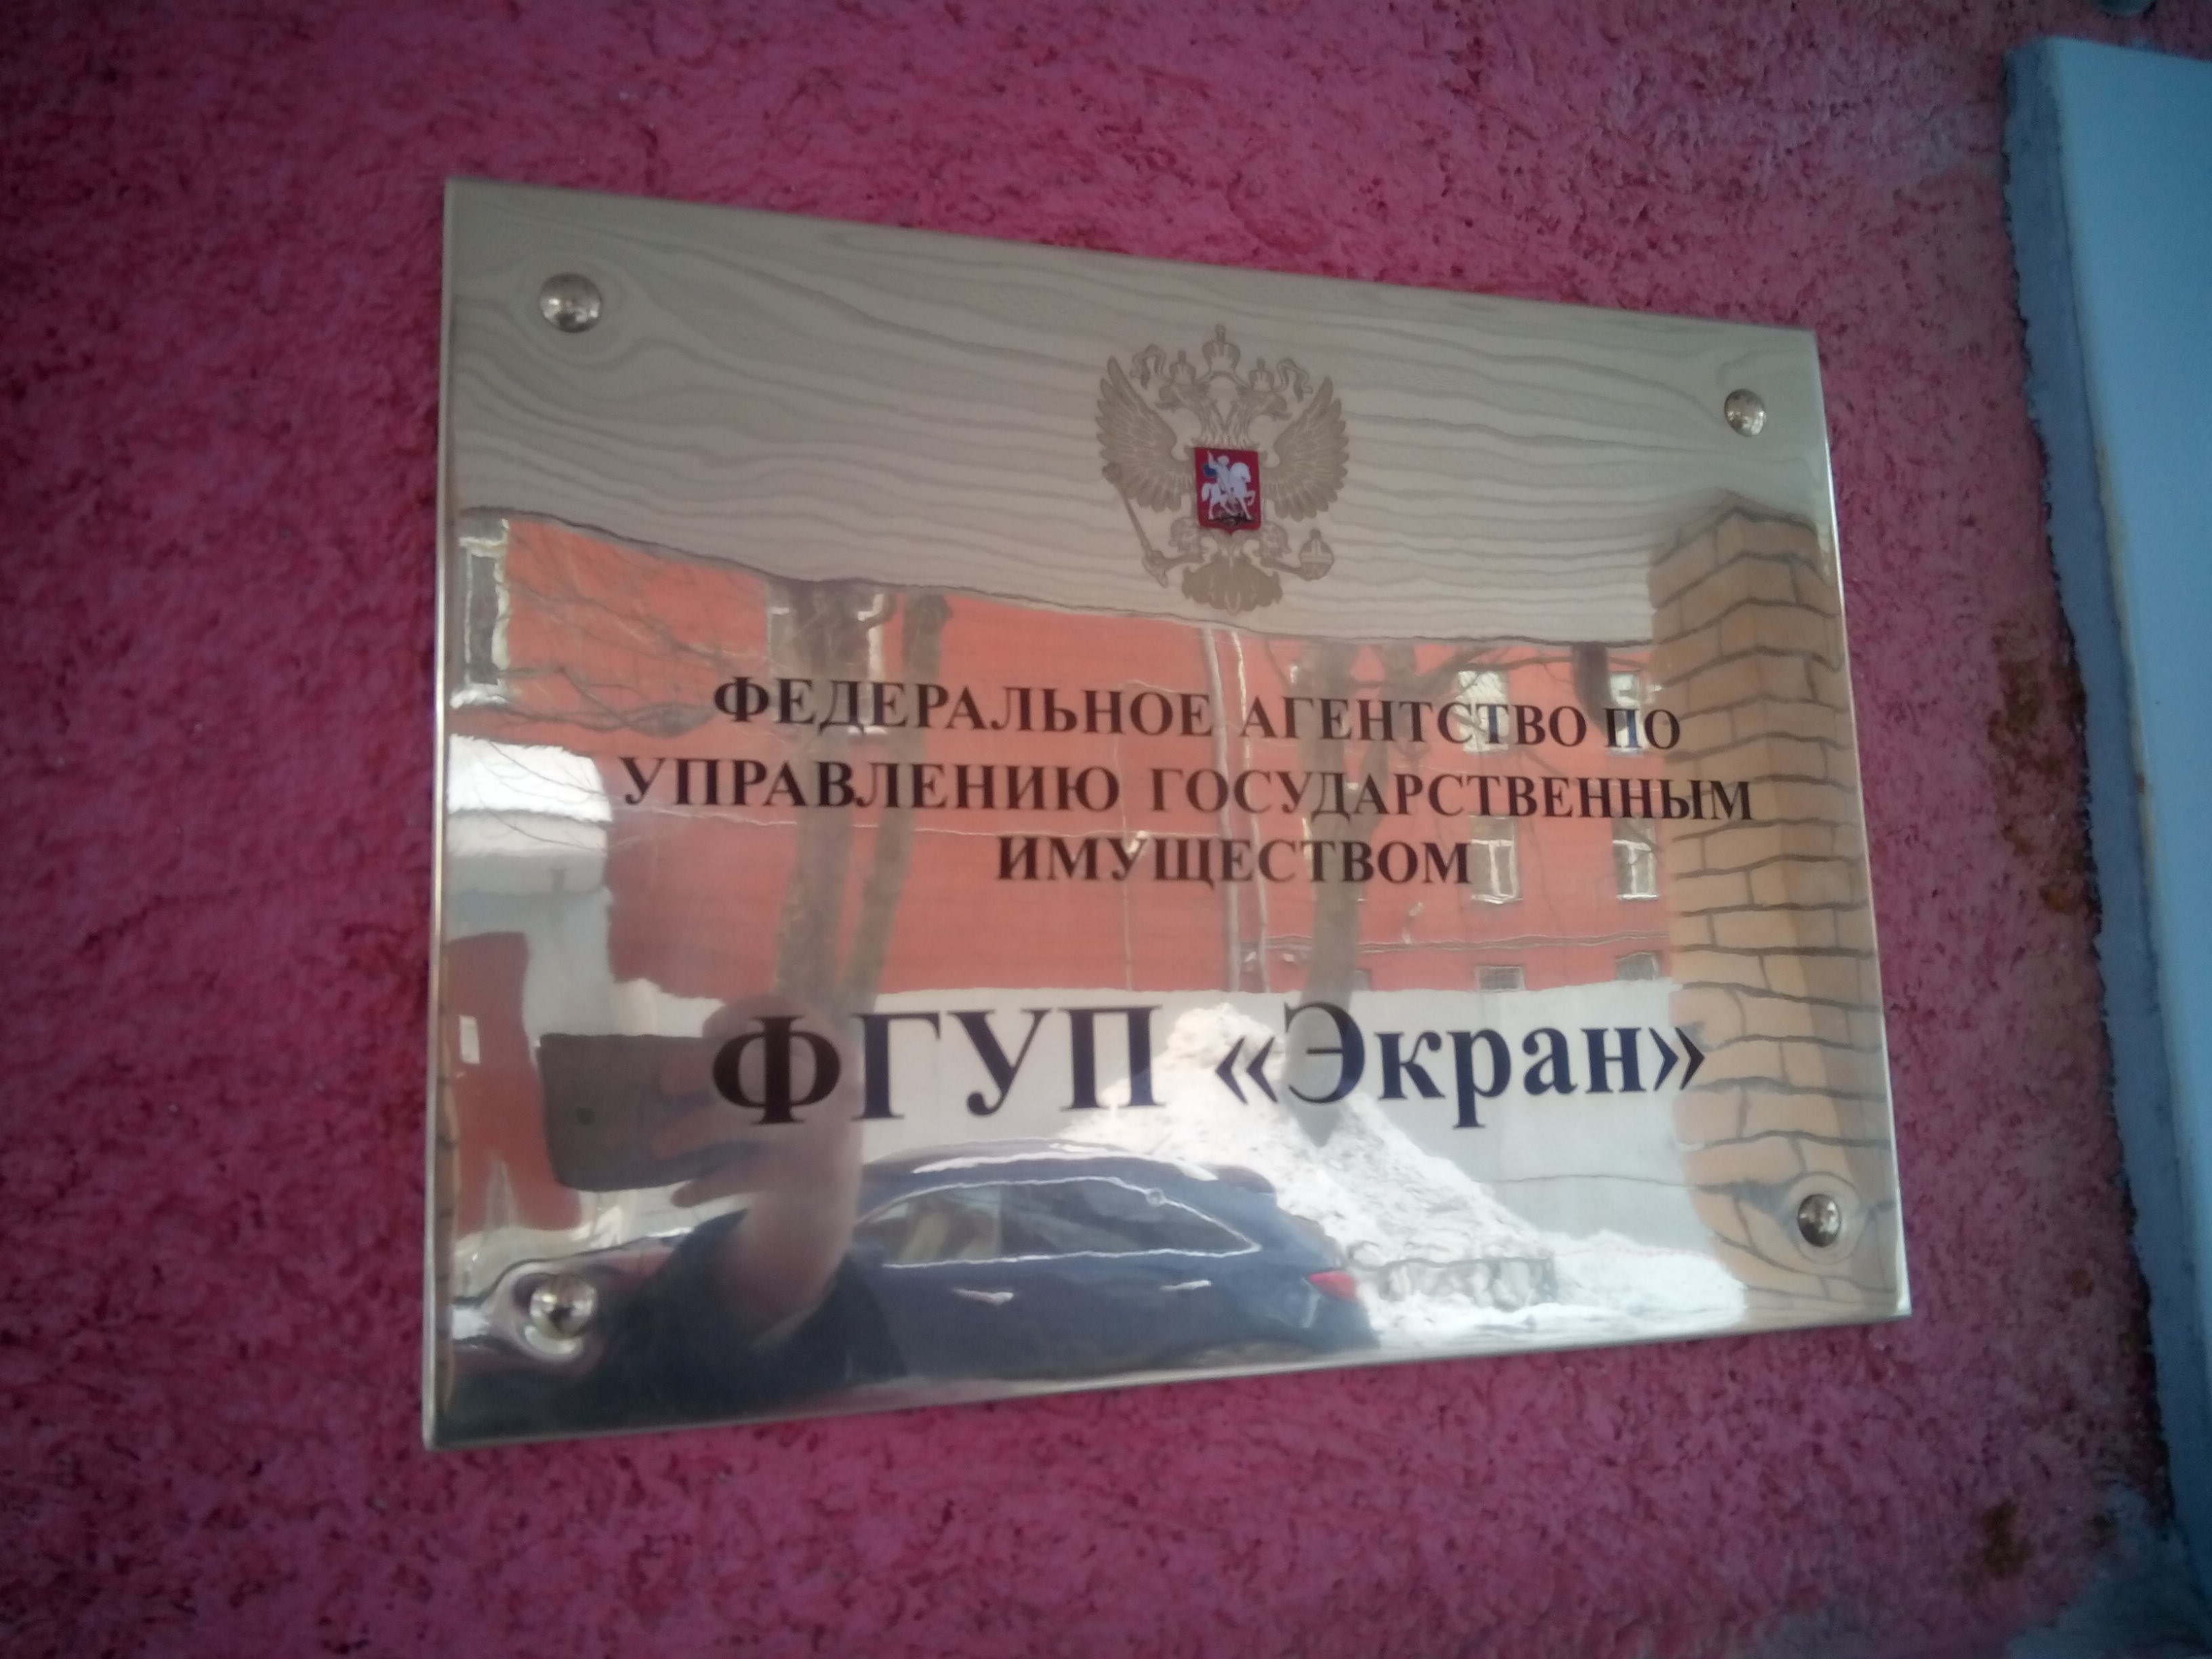 ФЕДЕРАЛЬНОЕ АГЕНТСТВО ПО
УПРАВЛЕНИЮ ГОСУДАРСТВЕННЫМ
ИМУЩЕСТВОМ
ФГУП «Экран»